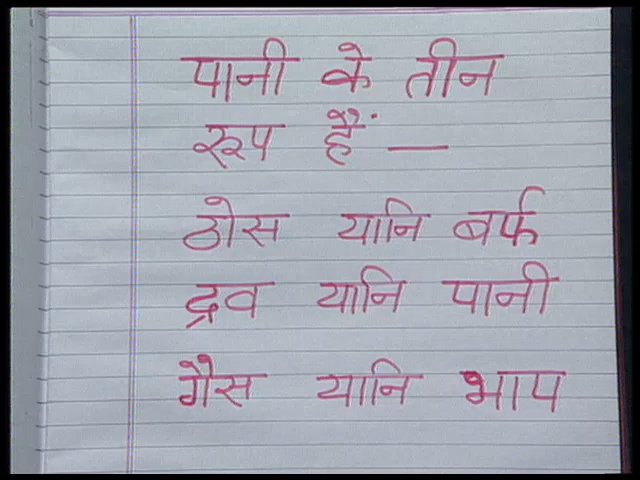 पानी के तीन
रूप हैं —
ठोस यानि बर्फ
द्रव यानि पानी
गैस यानि भाप